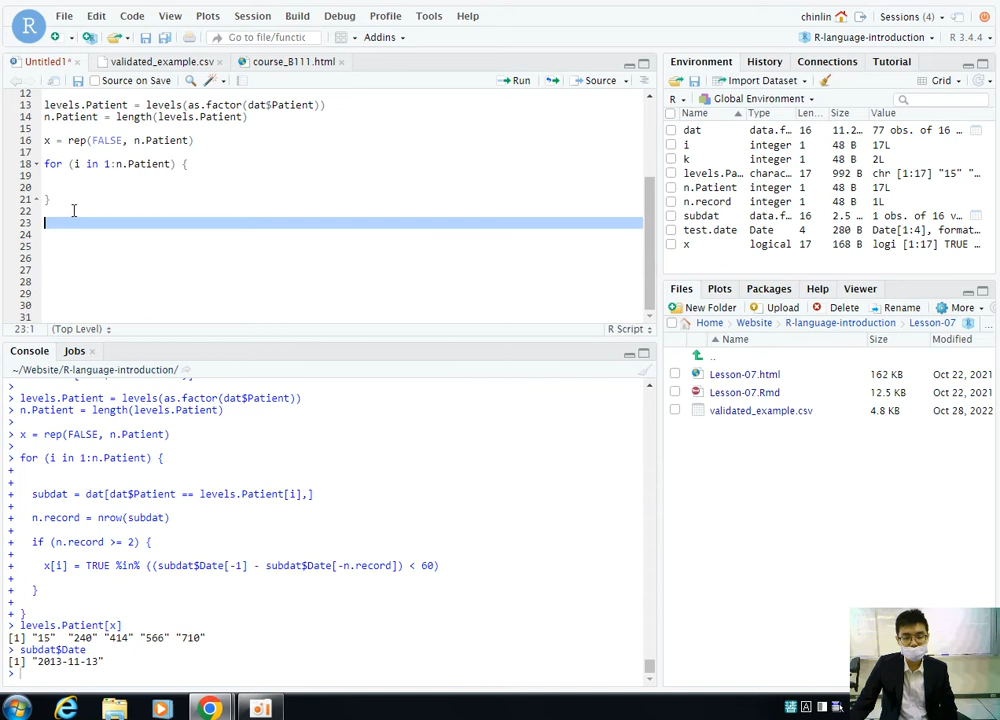 File Edit Code View Plots Session Build Debug Profile Tools Help
chinlin Sessions (4)
R Go to file/functic Addins R-language-introduction R 3.4.4
Untitled1* validated_example.csv course_B111.html
Source on Save Run Source
12
13 levels.Patient = levels(as.factor(dat$Patient))
14 n.Patient = length(levels.Patient)
15
16 x = rep(FALSE, n.Patient)
17
18 for (i in 1:n.Patient) {
19
20
21 }
22
23
24
25
26
27
28
29
30
31
23:1 (Top Level) R Script
Console Jobs
~/Website/R-language-introduction/
>
> levels.Patient = levels(as.factor(dat$Patient))
> n.Patient = length(levels.Patient)
>
> x = rep(FALSE, n.Patient)
>
> for (i in 1:n.Patient) {
+
+
+ subdat = dat[dat$Patient == levels.Patient[i],]
+
+ n.record = nrow(subdat)
+
+ if (n.record >= 2) {
+
+ x[i] = TRUE %in% ((subdat$Date[-1] - subdat$Date[-n.record]) < 60)
+
+ }
+
+ }
> levels.Patient[x]
[1] "15" "240" "414" "566" "710"
> subdat$Date
[1] "2013-11-13"
>
Environment History Connections Tutorial
Import Dataset Grid
R Global Environment
Name Type Len… Size Value
dat data.f… 16 11.2… 77 obs. of 16 …
i integer 1 48 B 17L
k integer 1 48 B 2L
levels.Pa… charac… 17 992 B chr [1:17] "15" "…
n.Patient integer 1 48 B 17L
n.record integer 1 48 B 1L
subdat data.f… 16 2.5 … 1 obs. of 16 v…
test.date Date 4 280 B Date[1:4], format…
x logical 17 168 B logi [1:17] TRUE …
Files Plots Packages Help Viewer
New Folder Upload Delete Rename More
Home Website R-language-introduction Lesson-07 R …
Name Size Modified
..
Lesson-07.html 162 KB Oct 22, 2021
Lesson-07.Rmd 12.5 KB Oct 22, 2021
validated_example.csv 4.8 KB Oct 28, 2022
A